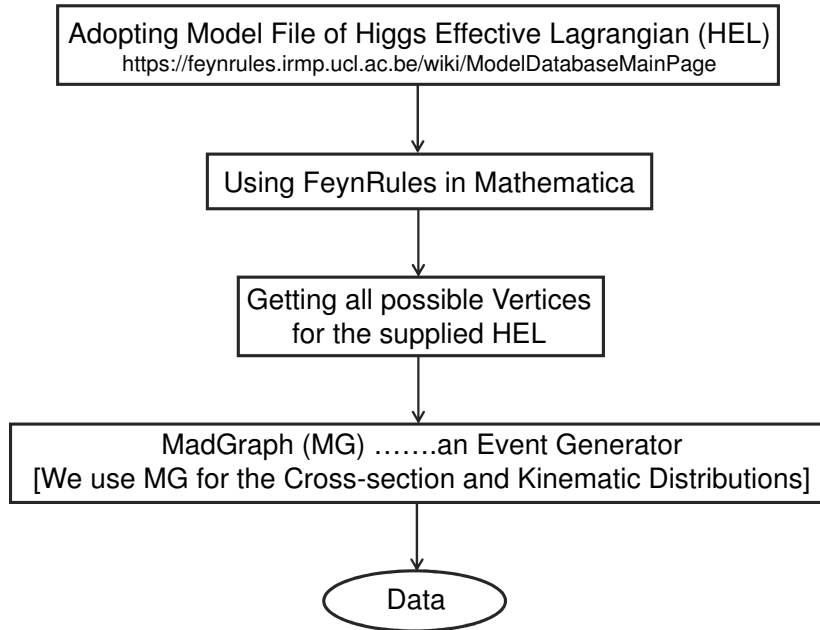 Adopting Model File of Higgs Effective Lagrangian (HEL)
https://feynrules.irmp.ucl.ac.be/wiki/ModelDatabaseMainPage
Using FeynRules in Mathematica
Getting all possible Vertices
for the supplied HEL
MadGraph (MG) …….an Event Generator
[We use MG for the Cross-section and Kinematic Distributions]
Data